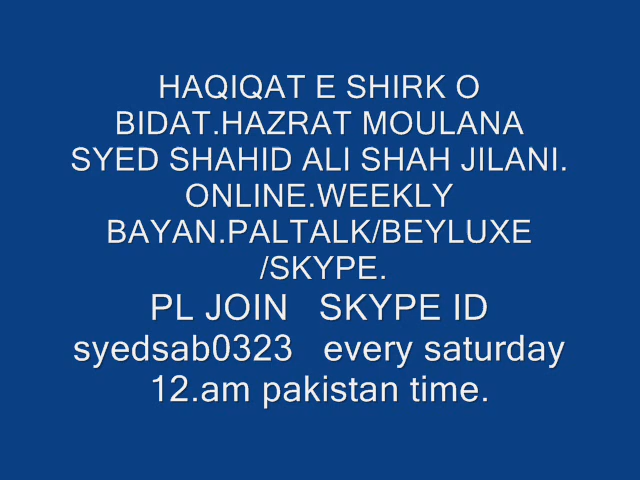 HAQIQAT E SHIRK O
BIDAT.HAZRAT MOULANA
SYED SHAHID ALI SHAH JILANI.
ONLINE.WEEKLY
BAYAN.PALTALK/BEYLUXE
/SKYPE.
PL JOIN   SKYPE ID
syedsab0323   every saturday
12.am pakistan time.